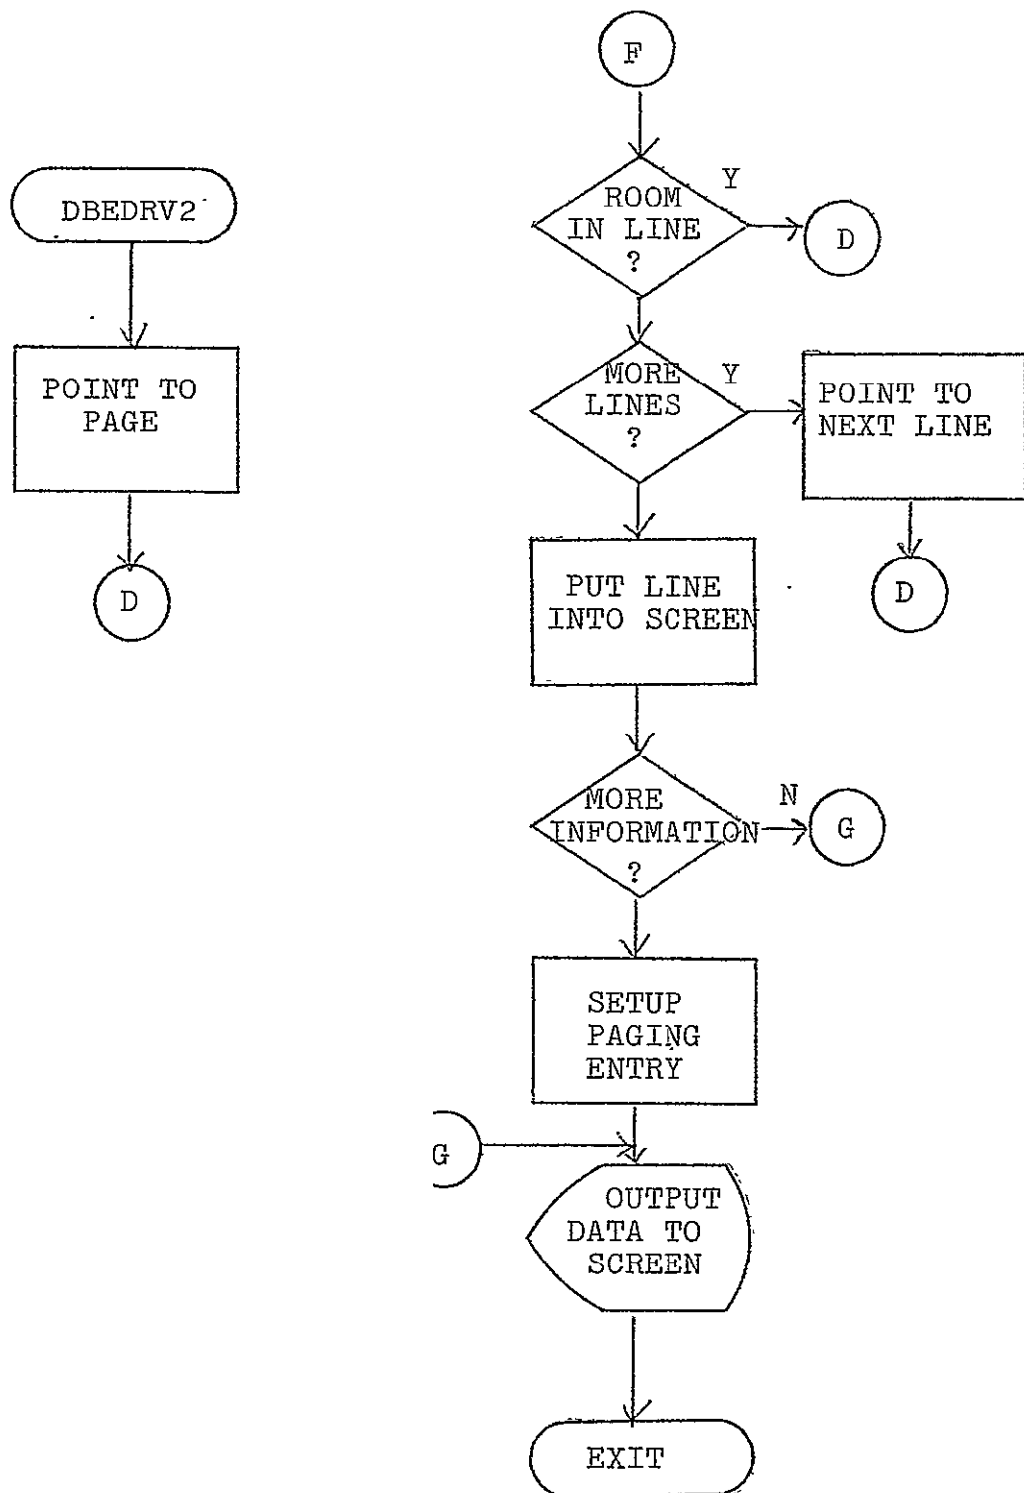 DBEDRV2
POINT TO
PAGE
D
F
ROOM
IN LINE
?
Y
D
MORE
LINES
?
Y
POINT TO
NEXT LINE
D
PUT LINE
INTO SCREEN
MORE
INFORMATION
?
N
G
SETUP
PAGING
ENTRY
G
OUTPUT
DATA TO
SCREEN
EXIT